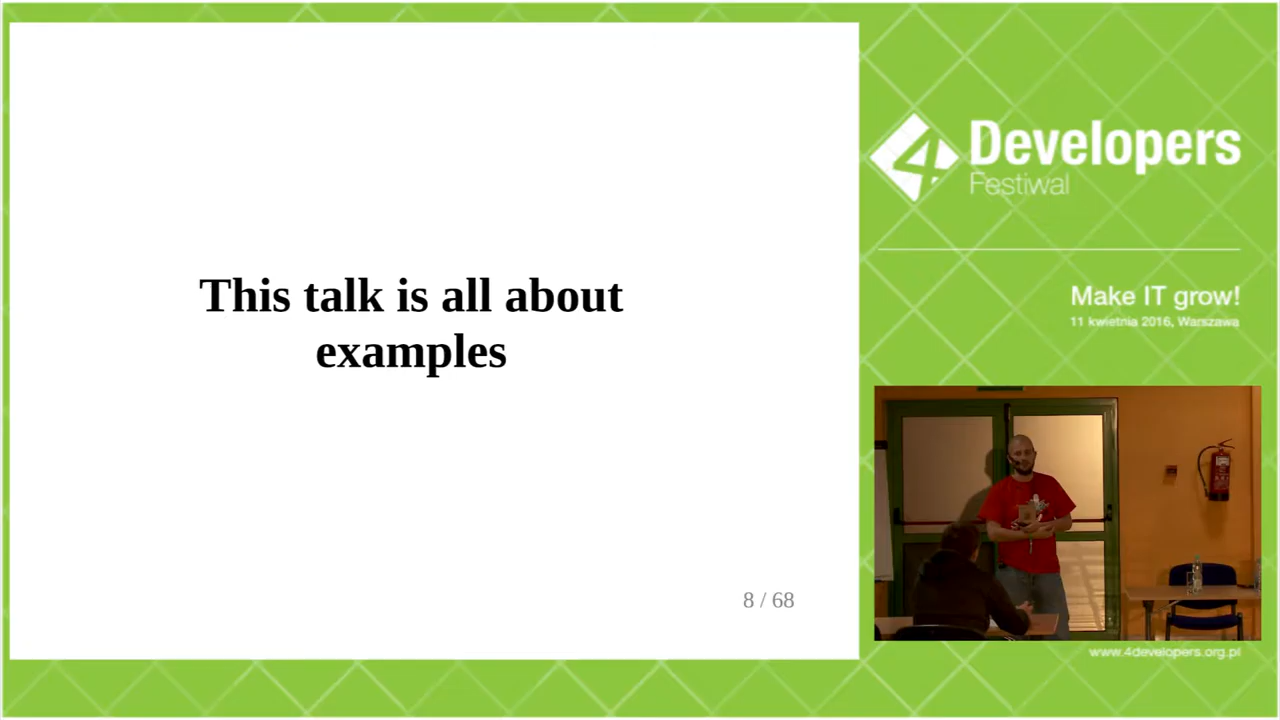 This talk is all about
examples
8 / 68
4
Developers
Festiwal
Make IT grow!
11 kwietnia 2016, Warszawa
www.4developers.org.pl